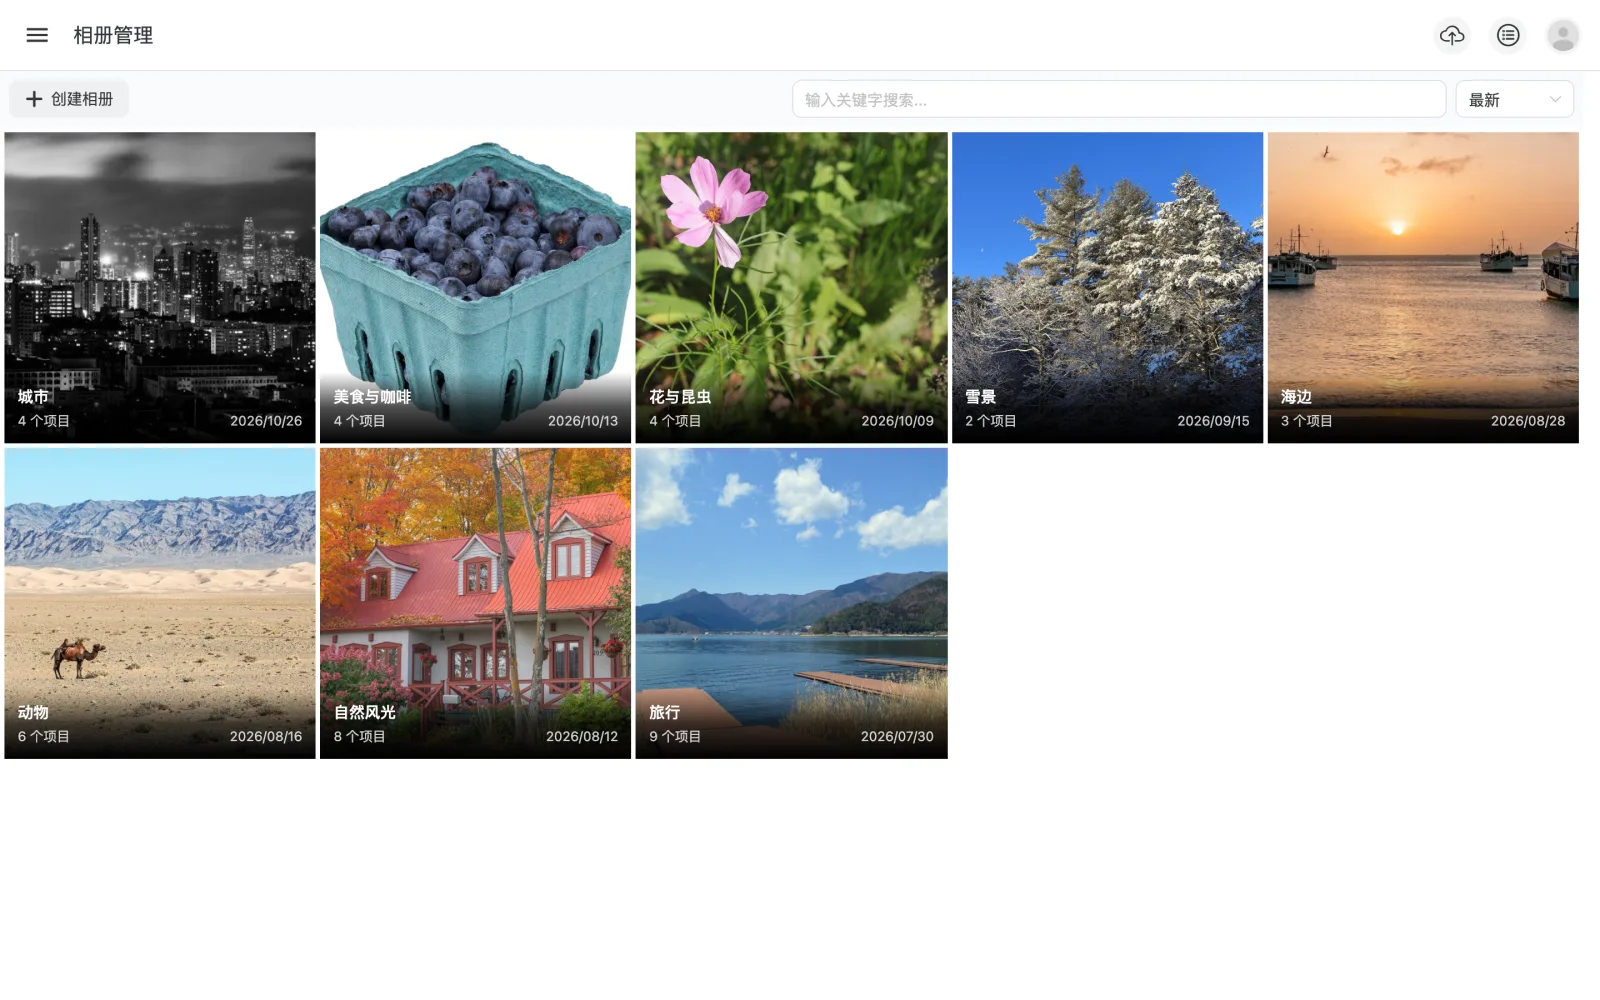 相册管理
创建相册
输入关键字搜索...
最新
城市
4 个项目
2026/10/26
美食与咖啡
4 个项目
2026/10/13
花与昆虫
4 个项目
2026/10/09
雪景
2 个项目
2026/09/15
海边
3 个项目
2026/08/28
动物
6 个项目
2026/08/16
自然风光
8 个项目
2026/08/12
旅行
9 个项目
2026/07/30